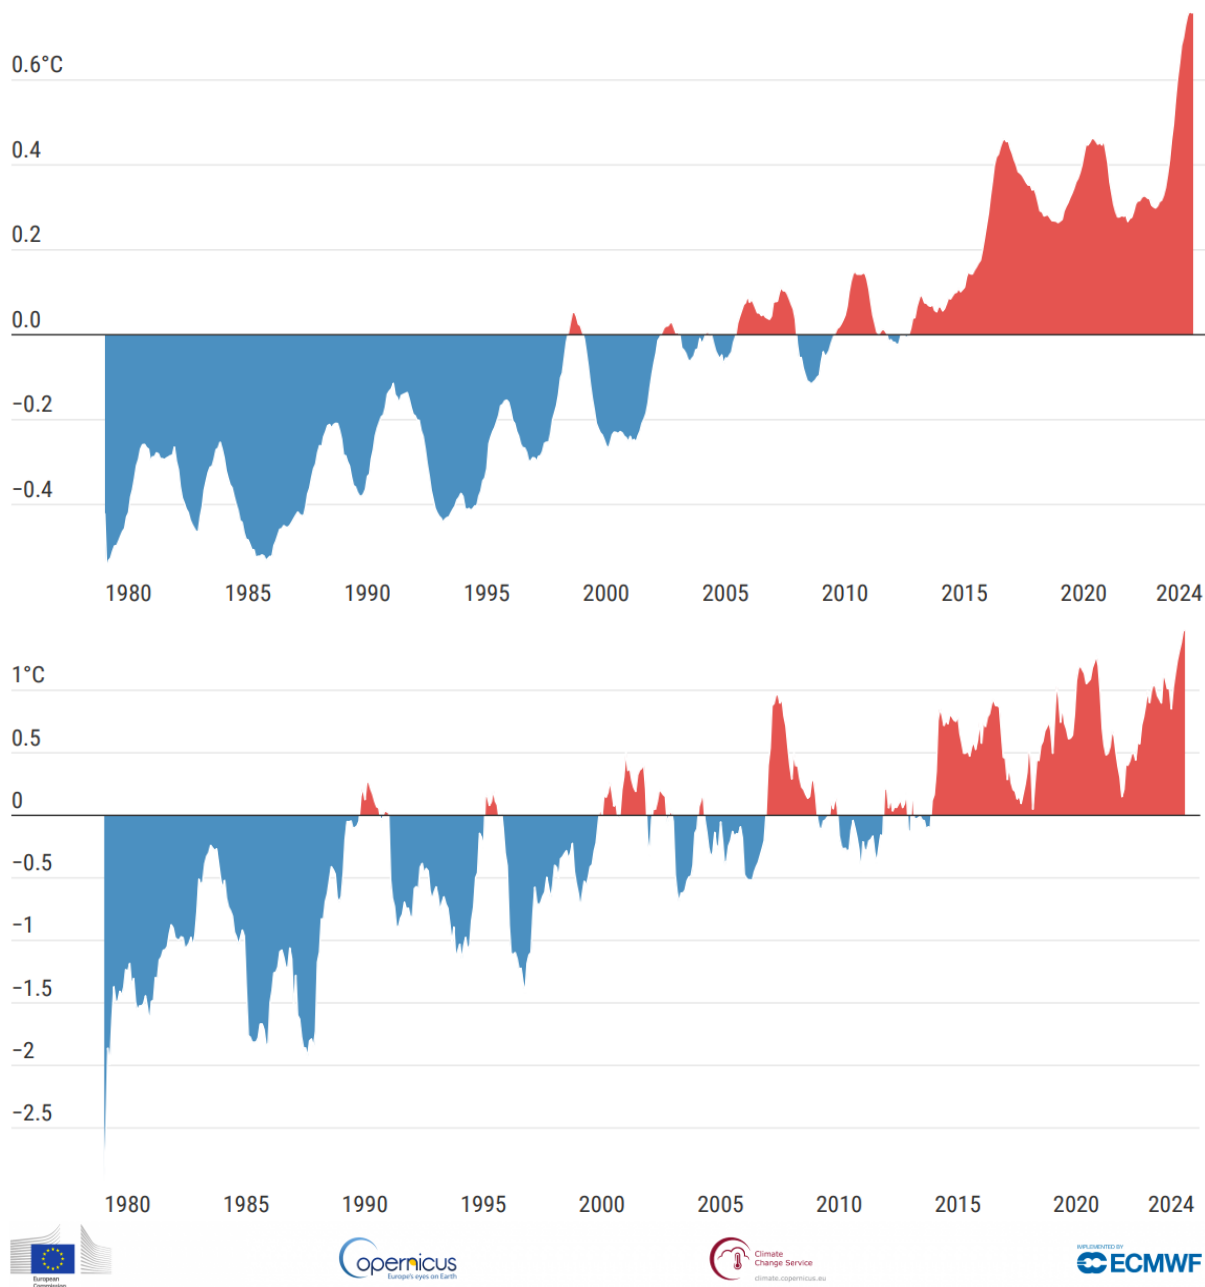 0.6°C
0.4
0.2
0.0
−0.2
−0.4
1980 1985 1990 1995 2000 2005 2010 2015 2020 2024
1°C
0.5
0
−0.5
−1
−1.5
−2
−2.5
1980 1985 1990 1995 2000 2005 2010 2015 2020 2024
European
Commission
opernicus
Europe's eyes on Earth
Climate
Change Service
climate.copernicus.eu
IMPLEMENTED BY
ECMWF